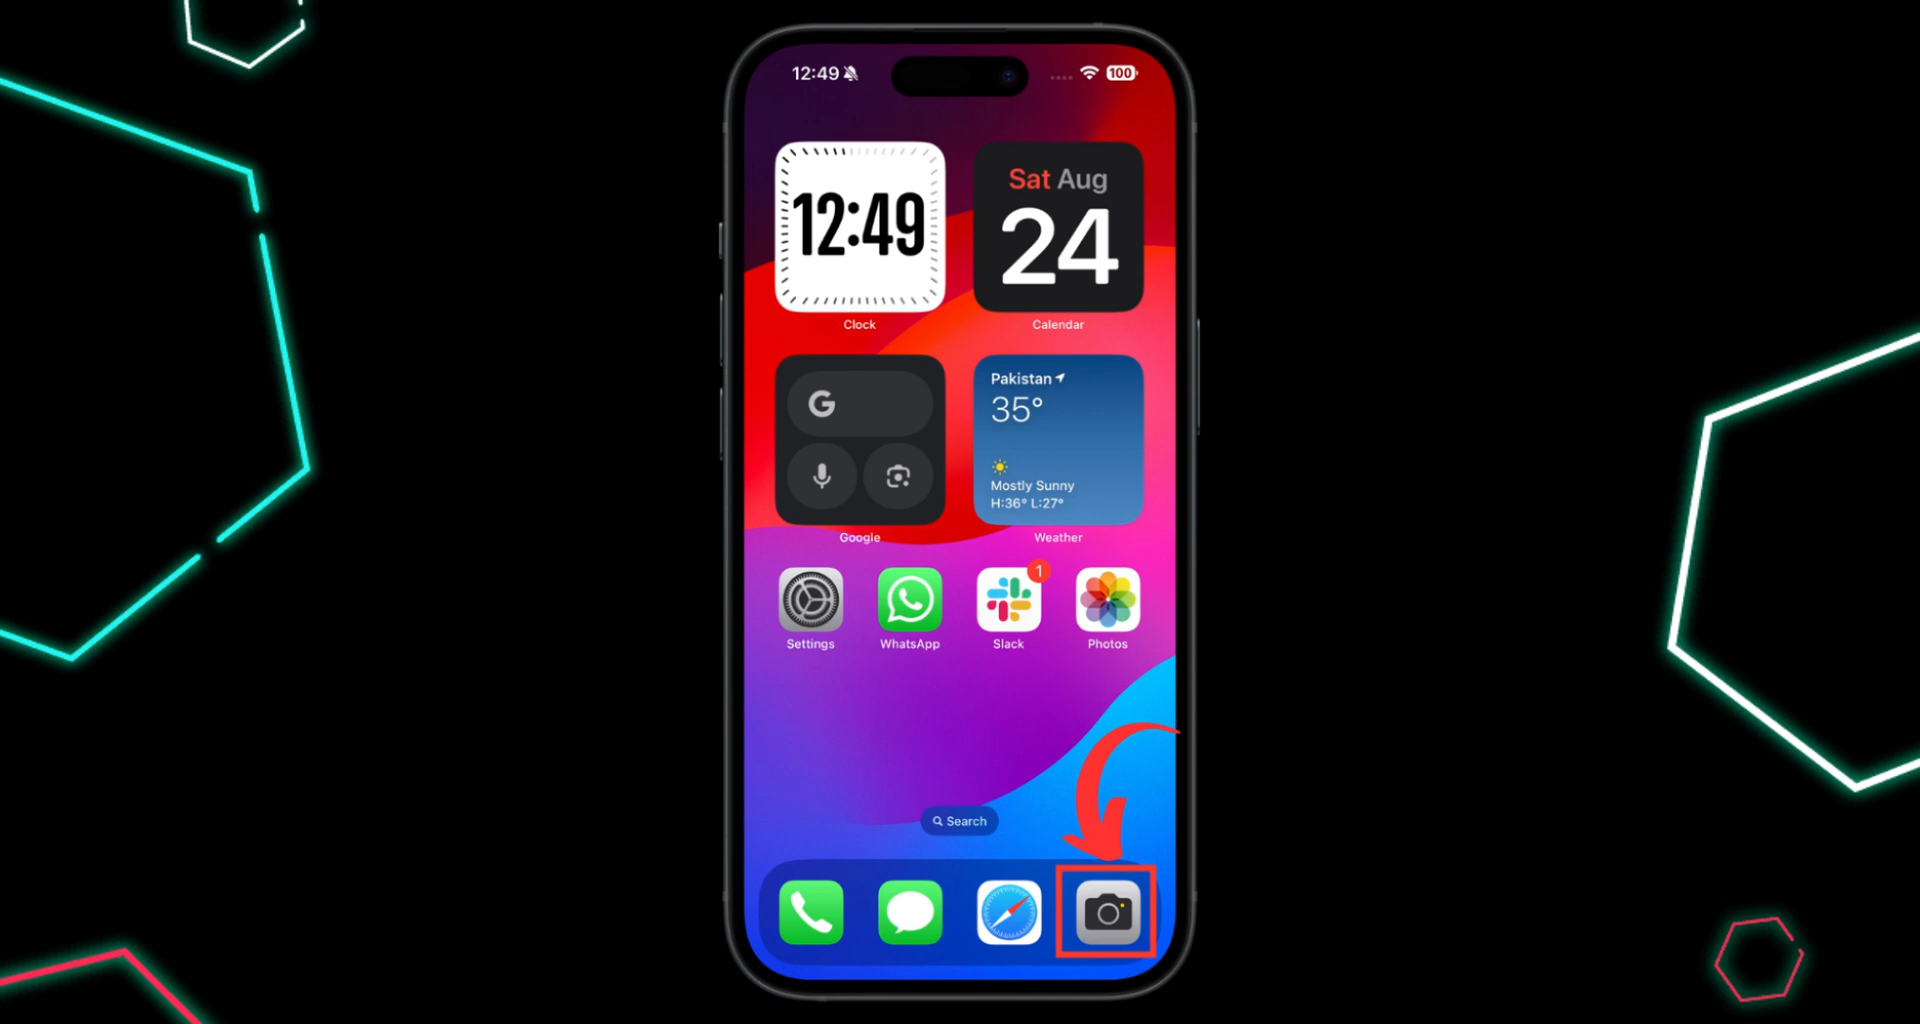 12:49
100
12:49
Sat Aug
24
Clock
Calendar
G
Pakistan
35°
Mostly Sunny
H:36° L:27°
Google
Weather
1
Settings
WhatsApp
Slack
Photos
Search